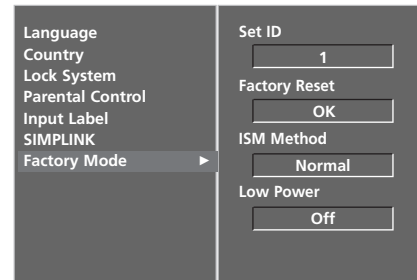 Language
Country
Lock System
Parental Control
Input Label
SIMPLINK
Factory Mode ►
Set ID
1
Factory Reset
OK
ISM Method
Normal
Low Power
Off